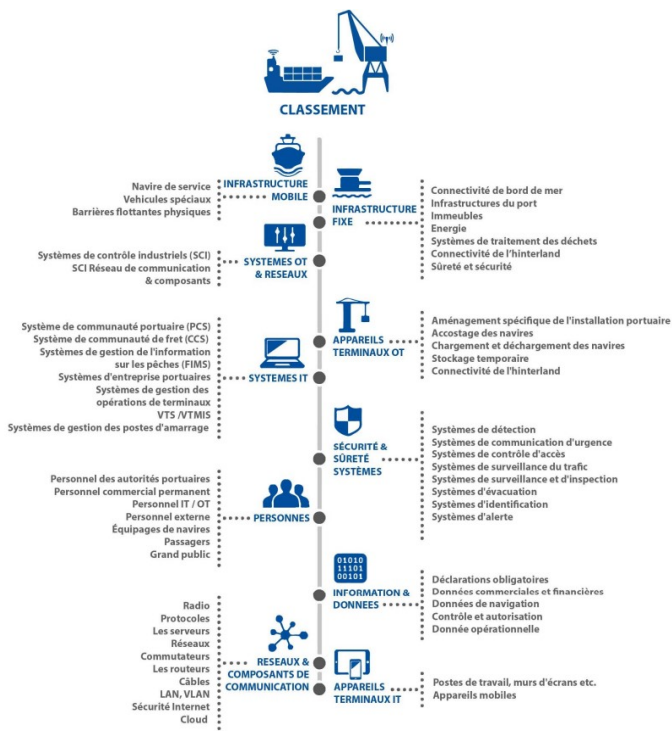 CLASSEMENT
INFRASTRUCTURE
MOBILE
Navire de service
Vehicules spéciaux
Barrières flottantes physiques
INFRASTRUCTURE
FIXE
Connectivité de bord de mer
Infrastructures du port
Immeubles
Energie
Systèmes de traitement des déchets
Connectivité de l'hinterland
Sûreté et sécurité
SYSTEMES OT
& RESEAUX
Systèmes de contrôle industriels (SCI)
SCI Réseau de communication
& composants
APPAREILS
TERMINAUX OT
Aménagement spécifique de l'installation portuaire
Accostage des navires
Chargement et déchargement des navires
Stockage temporaire
Connectivité de l'hinterland
SYSTEMES IT
Système de communauté portuaire (PCS)
Système de communauté de fret (CCS)
Systèmes de gestion de l'information
sur les pêches (FIMS)
Systèmes d'entreprise portuaires
Systèmes de gestion des
opérations de terminaux
VTS /VTMIS
Systèmes de gestion des postes d'amarrage
SÉCURITÉ &
SÛRETÉ
SYSTÈMES
Systèmes de détection
Systèmes de communication d'urgence
Systèmes de contrôle d'accès
Systèmes de surveillance du trafic
Systèmes de surveillance et d'inspection
Systèmes d'évacuation
Systèmes d'identification
Systèmes d'alerte
PERSONNES
Personnel des autorités portuaires
Personnel commercial permanent
Personnel IT / OT
Personnel externe
Équipages de navires
Passagers
Grand public
01010
11101
00101
INFORMATION &
DONNEES
Déclarations obligatoires
Données commerciales et financières
Données de navigation
Contrôle et autorisation
Donnée opérationnelle
RESEAUX &
COMPOSANTS DE
COMMUNICATION
Radio
Protocoles
Les serveurs
Réseaux
Commutateurs
Les routeurs
Câbles
LAN, VLAN
Sécurité Internet
Cloud
APPAREILS
TERMINAUX IT
Postes de travail, murs d'écrans etc.
Appareils mobiles